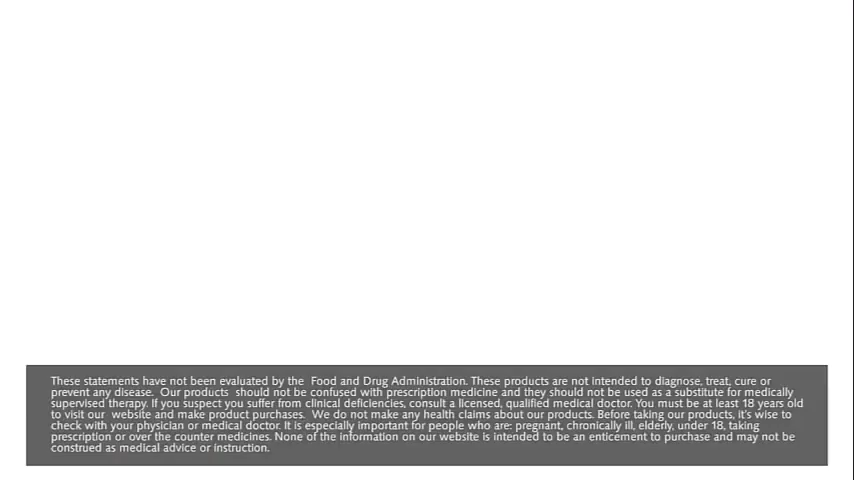 These statements have not been evaluated by the Food and Drug Administration. These products are not intended to diagnose, treat, cure or
prevent any disease. Our products should not be confused with prescription medicine and they should not be used as a substitute for medically
supervised therapy. If you suspect you suffer from clinical deficiencies, consult a licensed, qualified medical doctor. You must be at least 18 years old
to visit our website and make product purchases. We do not make any health claims about our products. Before taking our products, it's wise to
check with your physician or medical doctor. It is especially important for people who are: pregnant, chronically ill, elderly, under 18, taking
prescription or over the counter medicines. None of the information on our website is intended to be an enticement to purchase and may not be
construed as medical advice or instruction.